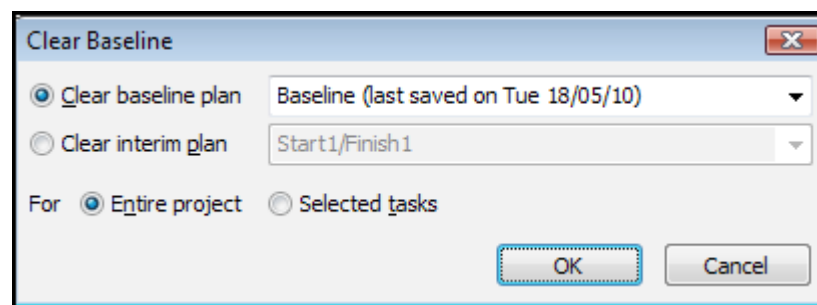 Clear Baseline
Clear baseline plan Baseline (last saved on Tue 18/05/10)
Clear interim plan Start1/Finish1
For Entire project Selected tasks
OK Cancel